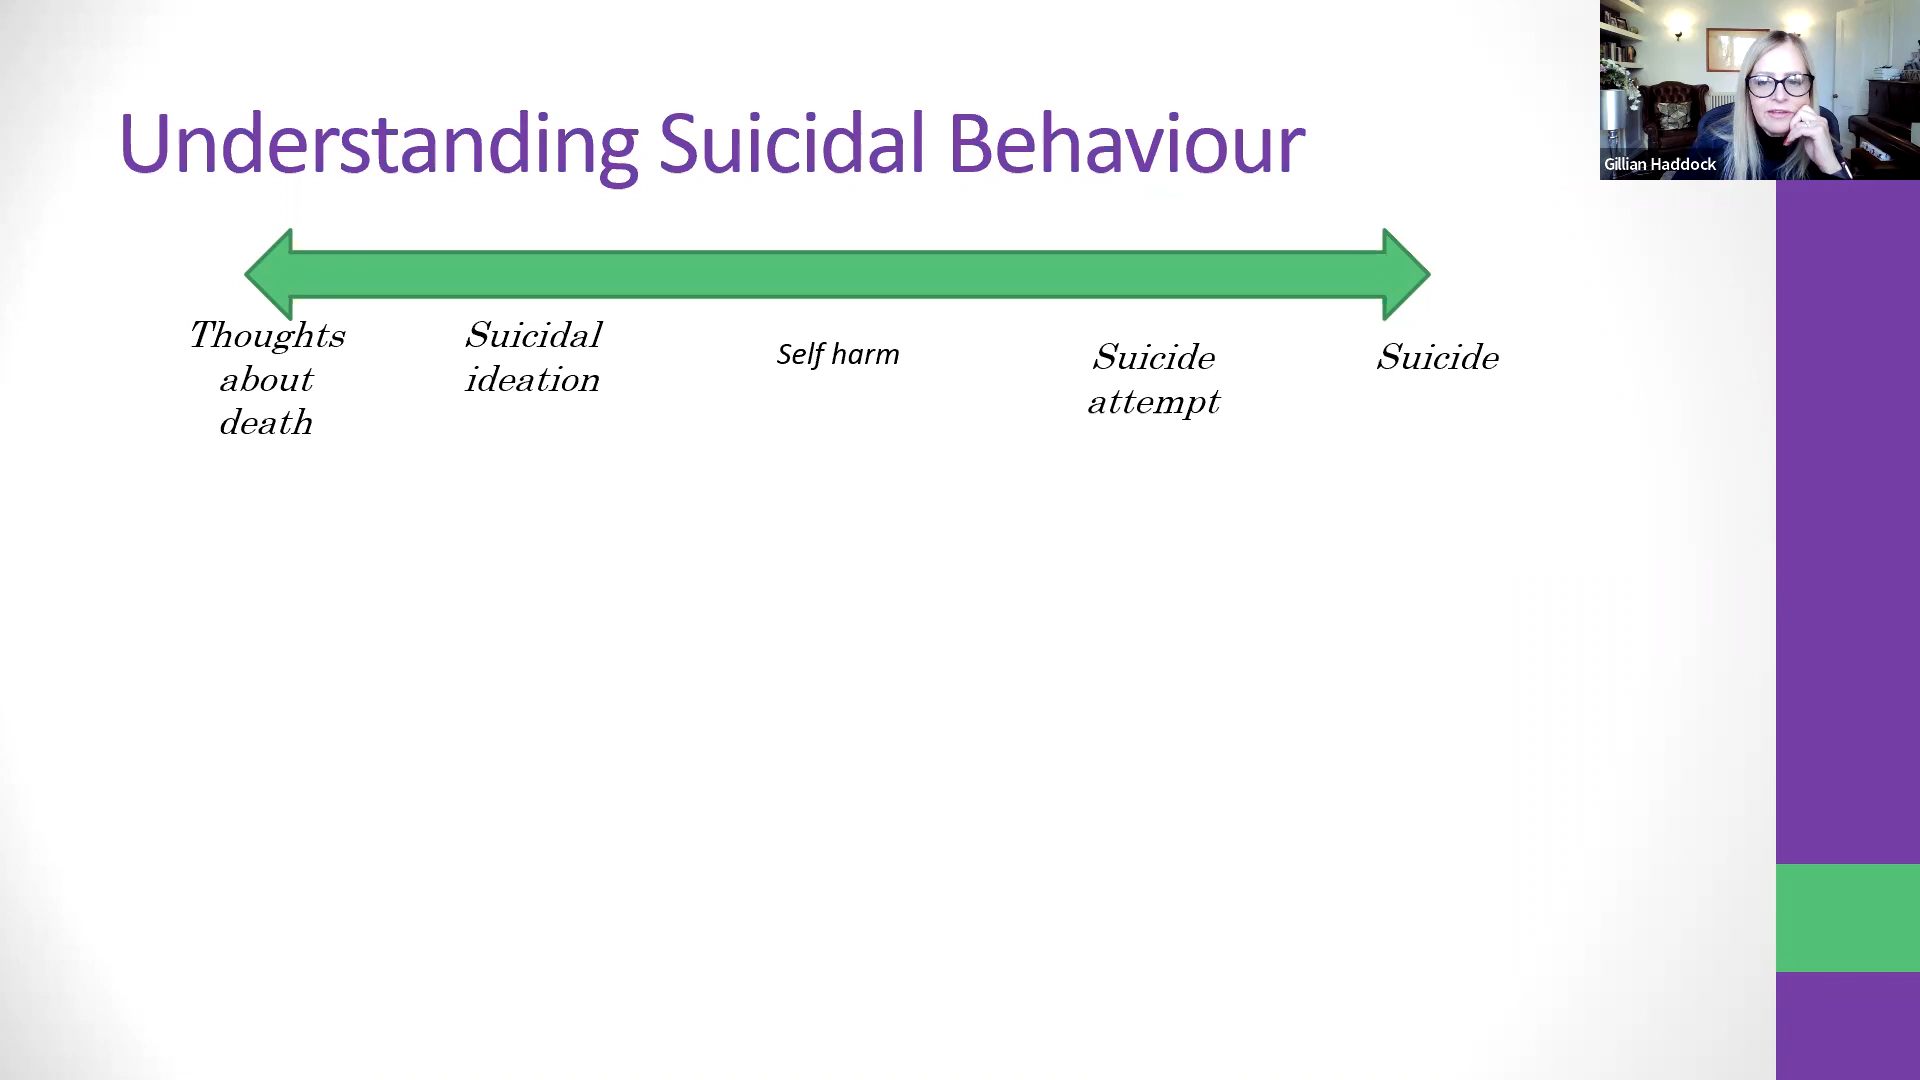 Understanding Suicidal Behaviour
Gillian Haddock
Thoughts
about
death
Suicidal
ideation
Self harm
Suicide
attempt
Suicide